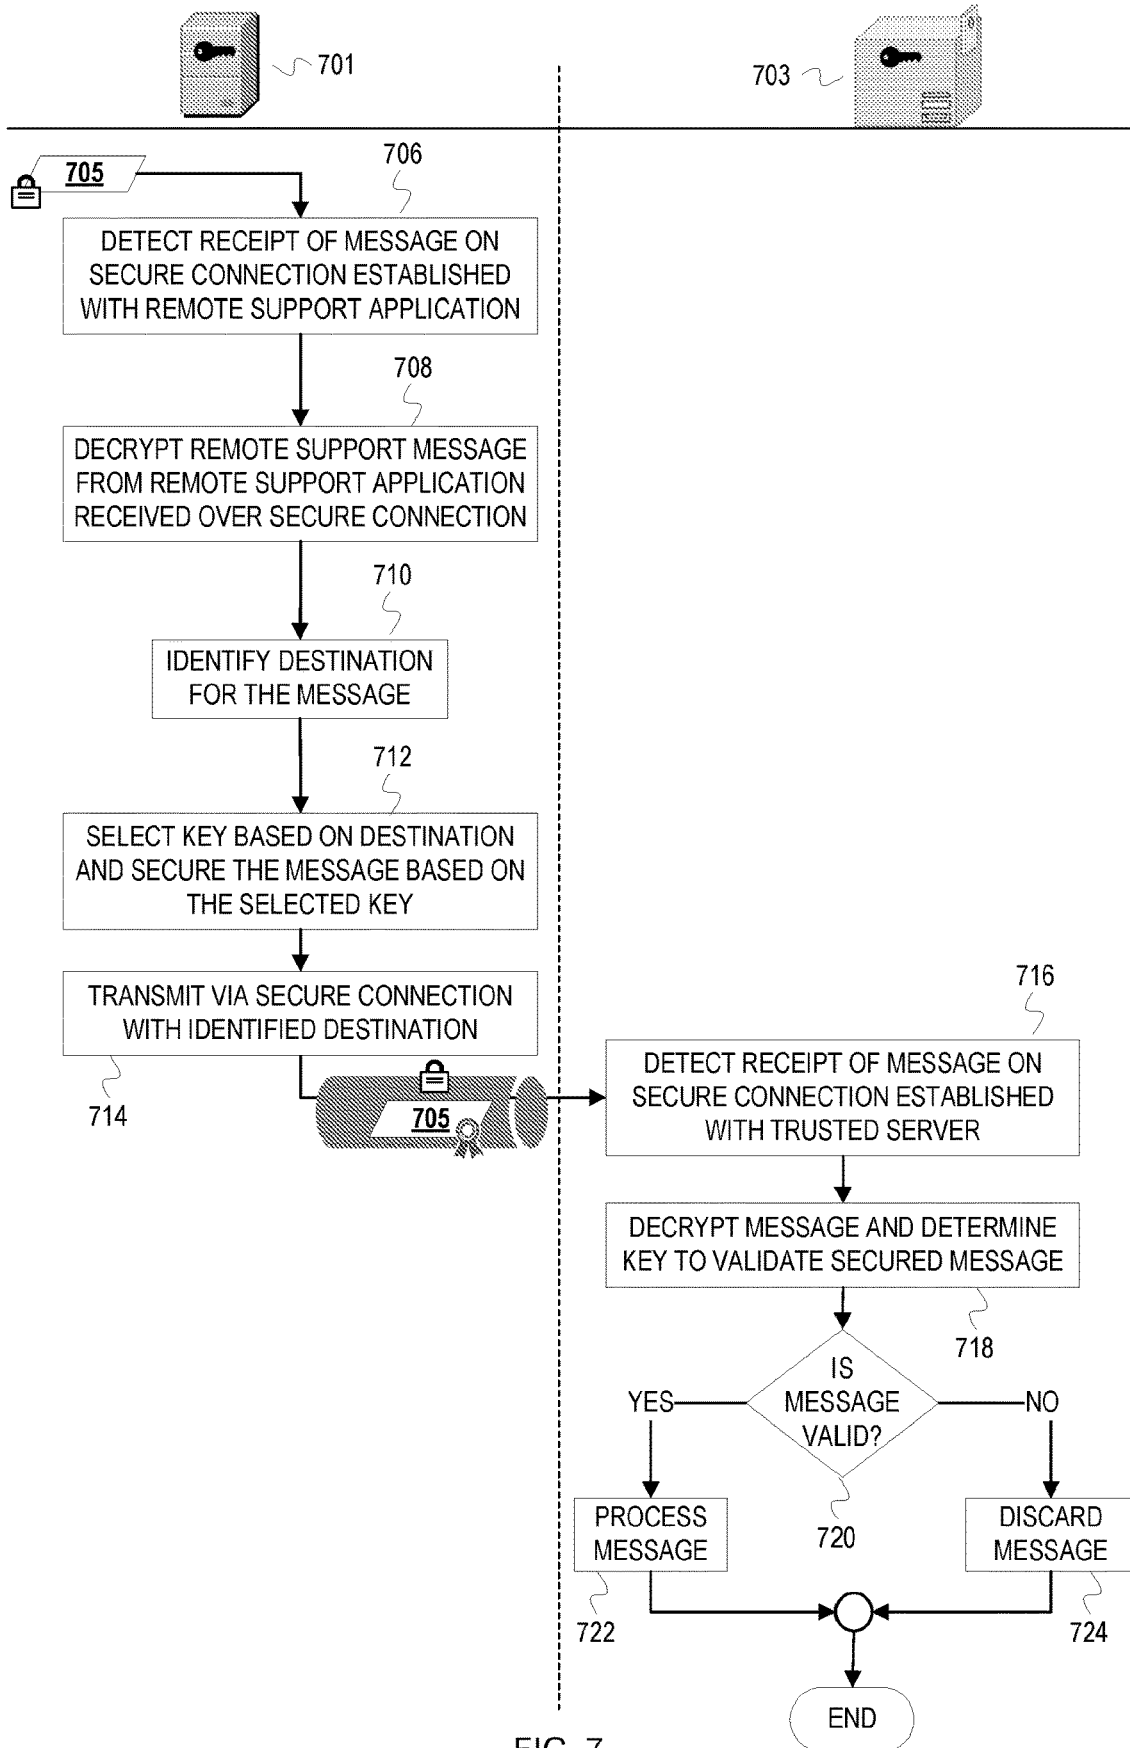 701
703
705
706
DETECT RECEIPT OF MESSAGE ON
SECURE CONNECTION ESTABLISHED
WITH REMOTE SUPPORT APPLICATION
708
DECRYPT REMOTE SUPPORT MESSAGE
FROM REMOTE SUPPORT APPLICATION
RECEIVED OVER SECURE CONNECTION
710
IDENTIFY DESTINATION
FOR THE MESSAGE
712
SELECT KEY BASED ON DESTINATION
AND SECURE THE MESSAGE BASED ON
THE SELECTED KEY
TRANSMIT VIA SECURE CONNECTION
WITH IDENTIFIED DESTINATION
714
705
716
DETECT RECEIPT OF MESSAGE ON
SECURE CONNECTION ESTABLISHED
WITH TRUSTED SERVER
DECRYPT MESSAGE AND DETERMINE
KEY TO VALIDATE SECURED MESSAGE
718
IS
MESSAGE
VALID?
YES
NO
720
PROCESS
MESSAGE
722
DISCARD
MESSAGE
724
END
FIG. 7